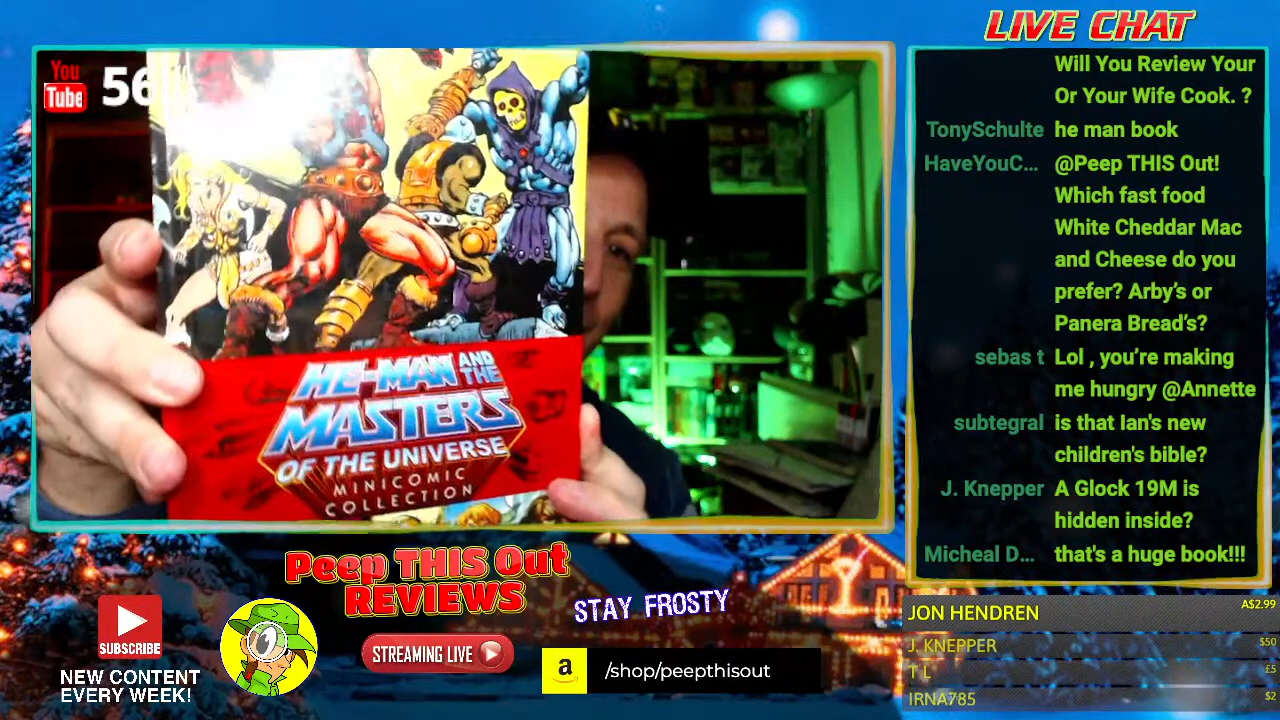 LIVE CHAT
You
Tube
56
Will You Review Your
Or Your Wife Cook. ?
TonySchulte he man book
HaveYouC... @Peep THIS Out!
Which fast food
White Cheddar Mac
and Cheese do you
prefer? Arby's or
Panera Bread's?
sebas t Lol , you're making
me hungry @Annette
subtegral is that Ian's new
children's bible?
J. Knepper A Glock 19M is
hidden inside?
Micheal D... that's a huge book!!!
HE-MAN AND THE
MASTERS
OF THE UNIVERSE
MINICOMIC
COLLECTION
Peep THIS Out
REVIEWS
STAY FROSTY
SUBSCRIBE
NEW CONTENT
EVERY WEEK!
STREAMING LIVE
a /shop/peepthisout
JON HENDREN A$2.99
J. KNEPPER $50
T L £5
IRNA785 $2